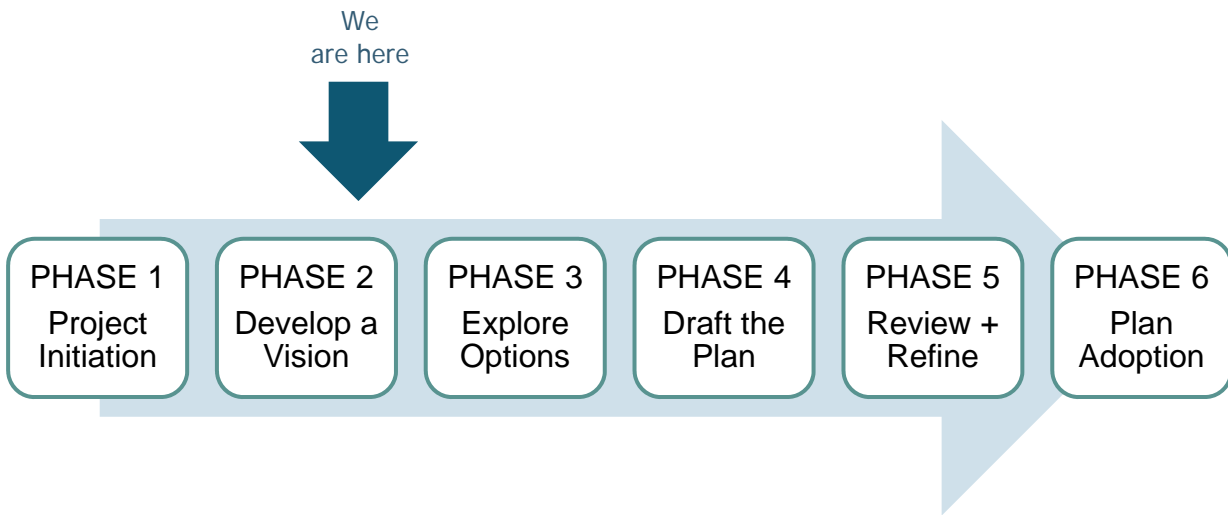 We
are here
PHASE 1
Project
Initiation
PHASE 2
Develop a
Vision
PHASE 3
Explore
Options
PHASE 4
Draft the
Plan
PHASE 5
Review +
Refine
PHASE 6
Plan
Adoption